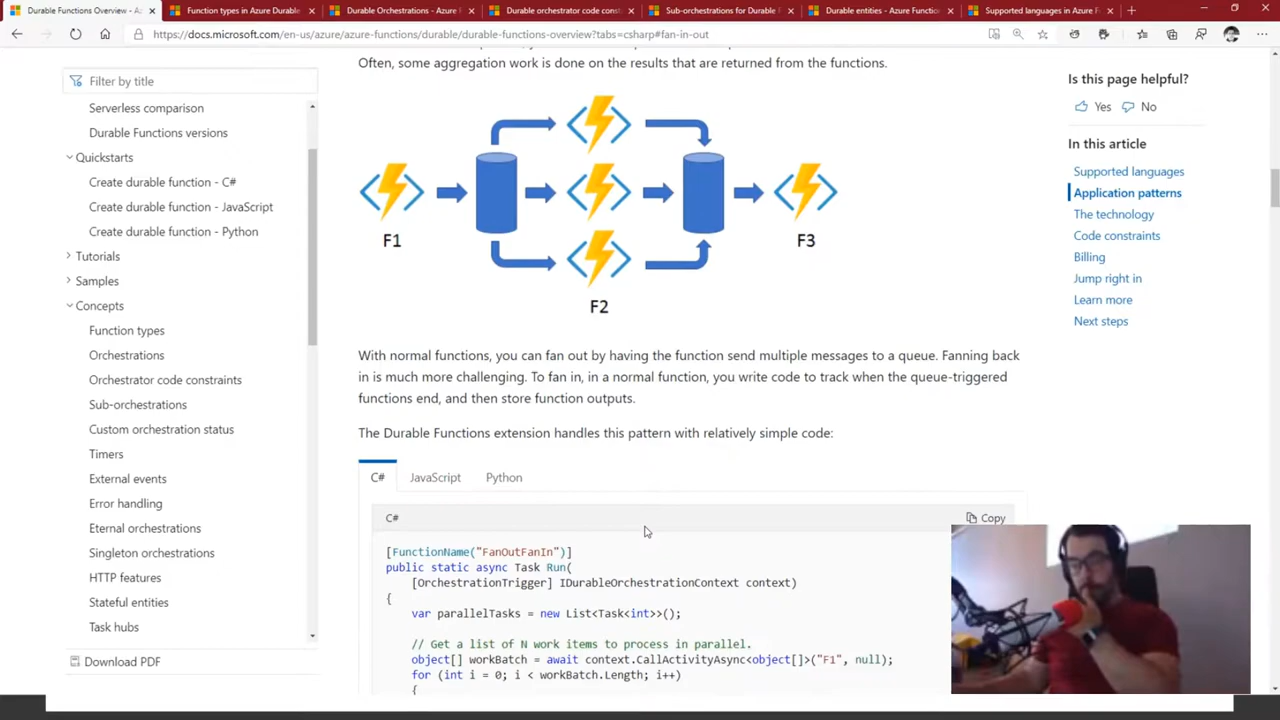 Durable Functions Overview - Az
Function types in Azure Durable
Durable Orchestrations - Azure F
Durable orchestrator code const
Sub-orchestrations for Durable F
Durable entities - Azure Function
Supported languages in Azure F
https://docs.microsoft.com/en-us/azure/azure-functions/durable/durable-functions-overview?tabs=csharp#fan-in-out
Filter by title
Serverless comparison
Durable Functions versions
Quickstarts
Create durable function - C#
Create durable function - JavaScript
Create durable function - Python
Tutorials
Samples
Concepts
Function types
Orchestrations
Orchestrator code constraints
Sub-orchestrations
Custom orchestration status
Timers
External events
Error handling
Eternal orchestrations
Singleton orchestrations
HTTP features
Stateful entities
Task hubs
Download PDF
Often, some aggregation work is done on the results that are returned from the functions.
F1
F2
F3
With normal functions, you can fan out by having the function send multiple messages to a queue. Fanning back
in is much more challenging. To fan in, in a normal function, you write code to track when the queue-triggered
functions end, and then store function outputs.
The Durable Functions extension handles this pattern with relatively simple code:
C# JavaScript Python
C# Copy
[FunctionName("FanOutFanIn")]
public static async Task Run(
[OrchestrationTrigger] IDurableOrchestrationContext context)
{
var parallelTasks = new List<Task<int>>();
// Get a list of N work items to process in parallel.
object[] workBatch = await context.CallActivityAsync<object[]>("F1", null);
for (int i = 0; i < workBatch.Length; i++)
{
Is this page helpful?
Yes No
In this article
Supported languages
Application patterns
The technology
Code constraints
Billing
Jump right in
Learn more
Next steps